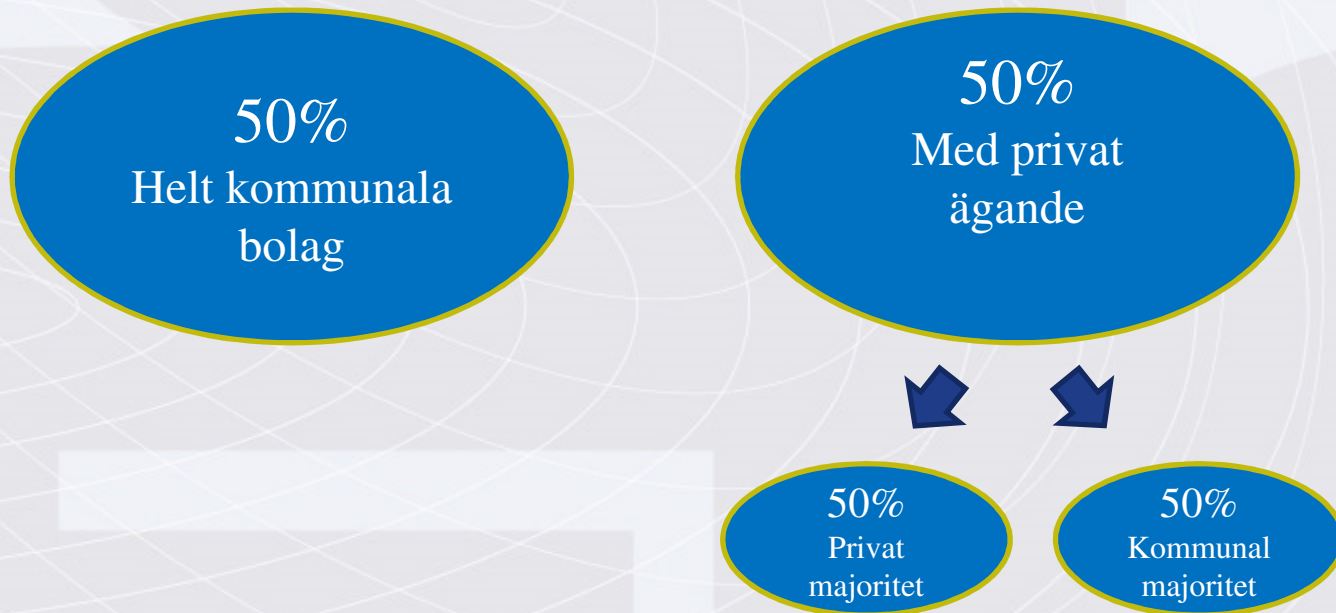 50%
Helt kommunala
bolag
50%
Med privat
ägande
50%
Privat
majoritet
50%
Kommunal
majoritet